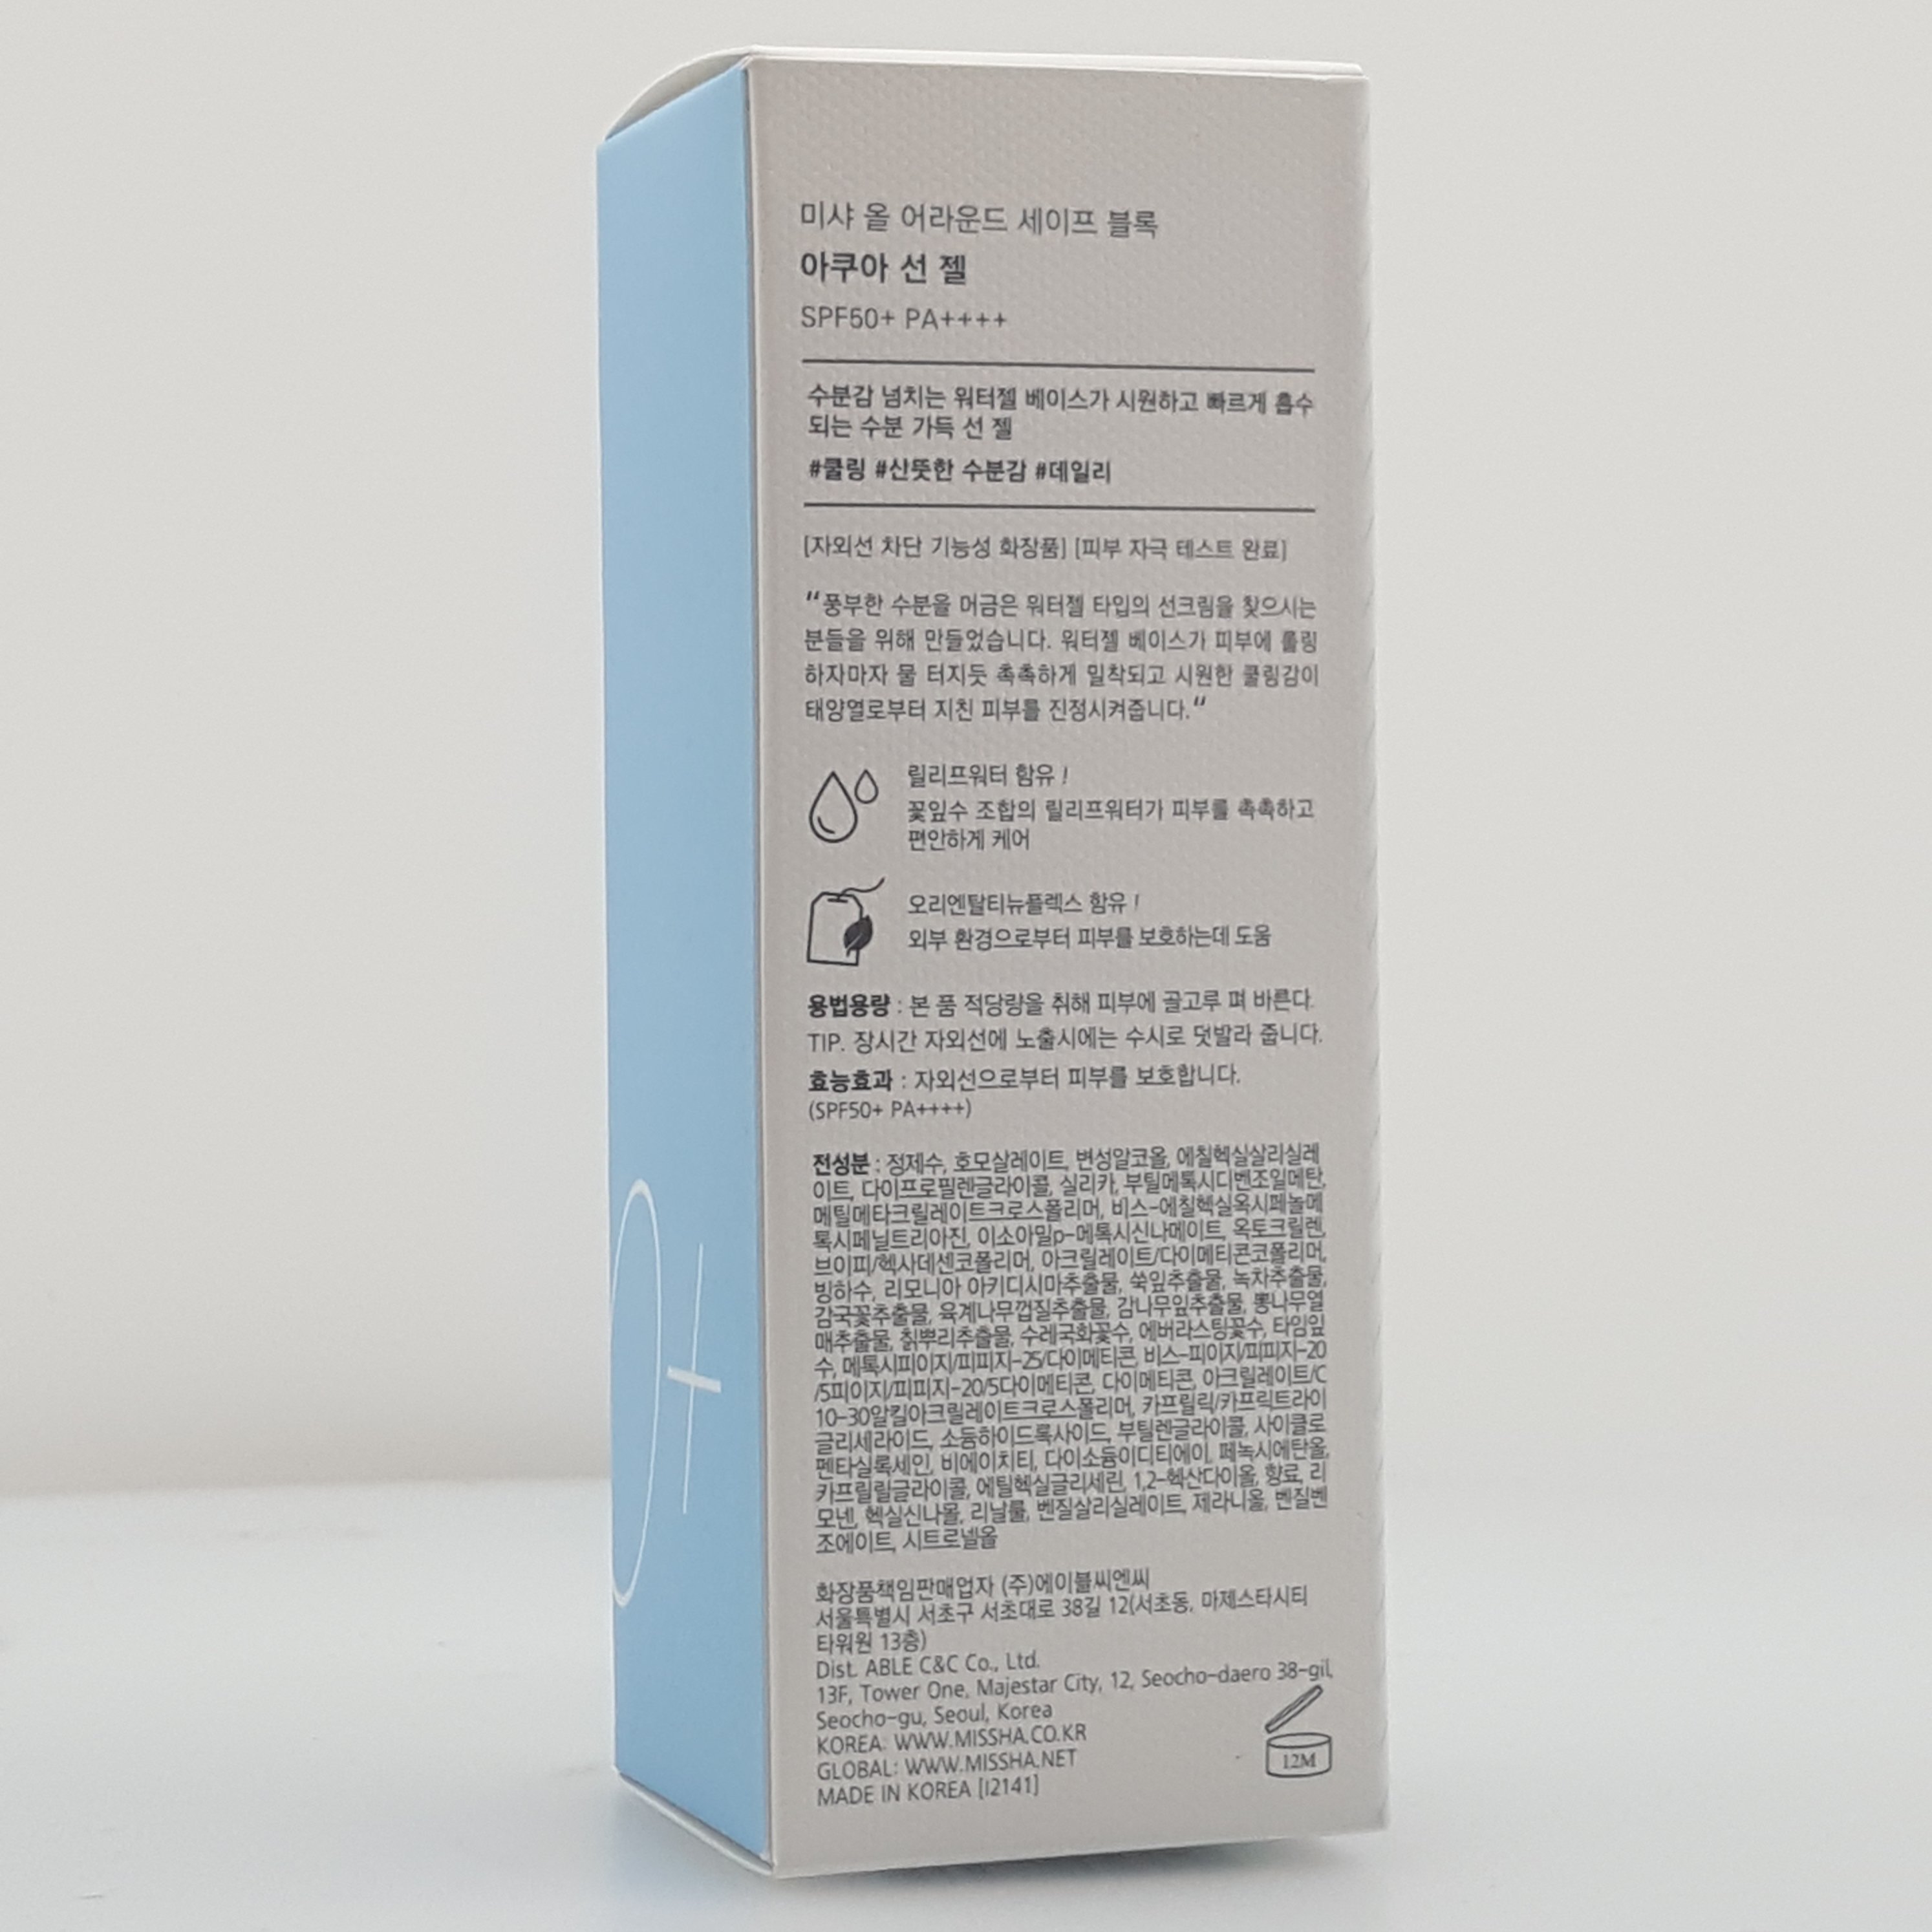 미샤 올 어라운드 세이프 블록
아쿠아 선 젤
SPF50+ PA++++
수분감 넘치는 워터젤 베이스가 시원하고 빠르게 흡수
되는 수분 가득 선 젤
#쿨링 #산뜻한 수분감 #데일리
[자외선 차단 기능성 화장품] [피부 자극 테스트 완료]
“풍부한 수분을 머금은 워터젤 타입의 선크림을 찾으시는
분들을 위해 만들었습니다. 워터젤 베이스가 피부에 롤링
하자마자 물 터지듯 촉촉하게 밀착되고 시원한 쿨링감이
태양열로부터 지친 피부를 진정시켜줍니다.“
릴리프워터 함유 !
꽃잎수 조합의 릴리프워터가 피부를 촉촉하고
편안하게 케어
오리엔탈티뉴플렉스 함유 !
외부 환경으로부터 피부를 보호하는데 도움
용법용량 : 본 품 적당량을 취해 피부에 골고루 펴 바른다.
TIP. 장시간 자외선에 노출시에는 수시로 덧발라 줍니다.
효능효과 : 자외선으로부터 피부를 보호합니다.
(SPF50+ PA++++)
전성분 : 정제수, 호모살레이트, 변성알코올, 에칠헥실살리실레
이트, 다이프로필렌글라이콜, 실리카, 부틸메톡시디벤조일메탄,
메틸메타크릴레이트크로스폴리머, 비스-에칠헥실옥시페놀메
톡시페닐트리아진, 이소아밀p-메톡시신나메이트, 옥토크릴렌,
브이피/헥사데센코폴리머, 아크릴레이트/다이메티콘코폴리머,
빙하수, 리모니아 아키디시마추출물, 쑥잎추출물, 녹차추출물,
감국꽃추출물, 육계나무껍질추출물, 감나무잎추출물, 뽕나무열
매추출물, 칡뿌리추출물, 수레국화꽃수, 에버라스팅꽃수, 타임잎
수, 메톡시피이지/피피지-25/다이메티콘, 비스-피이지/피피지-20
/5피이지/피피지-20/5다이메티콘, 다이메티콘, 아크릴레이트/C
10-30알킬아크릴레이트크로스폴리머, 카프릴릭/카프릭트라이
글리세라이드, 소듐하이드록사이드, 부틸렌글라이콜, 사이클로
펜타실록세인, 비에이치티, 다이소듐이디티에이, 페녹시에탄올,
카프릴릴글라이콜, 에틸헥실글리세린, 1,2-헥산다이올, 향료, 리
모넨, 헥실신나몰, 리날룰, 벤질살리실레이트, 제라니올, 벤질벤
조에이트, 시트로넬올
화장품책임판매업자 (주)에이블씨엔씨
서울특별시 서초구 서초대로 38길 12(서초동, 마제스타시티
타워원 13층)
Dist. ABLE C&C Co., Ltd.
13F, Tower One, Majestar City, 12, Seocho-daero 38-gil,
Seocho-gu, Seoul, Korea
KOREA: WWW.MISSHA.CO.KR
GLOBAL: WWW.MISSHA.NET
MADE IN KOREA [I2141]
12M
0+